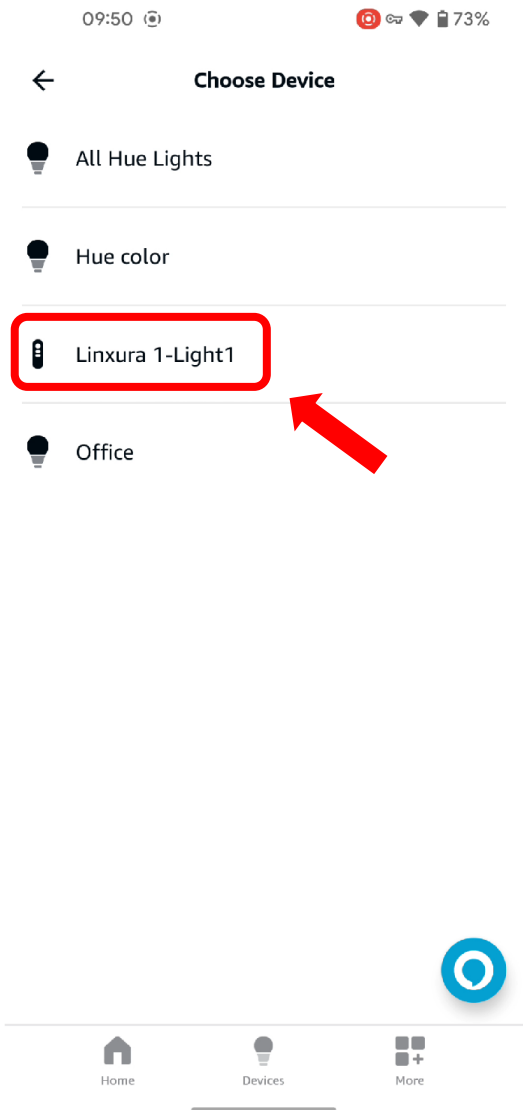 09:50 73%
Choose Device
All Hue Lights
Hue color
Linxura 1-Light1
Office
Home Devices More